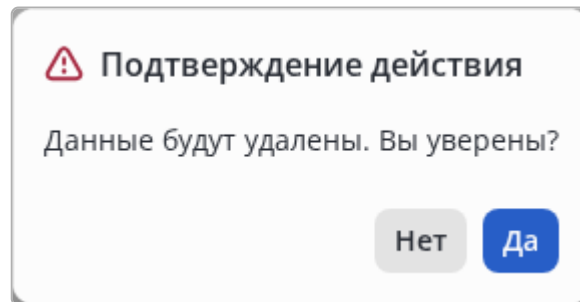 Подтверждение действия
Данные будут удалены. Вы уверены?
Нет Да